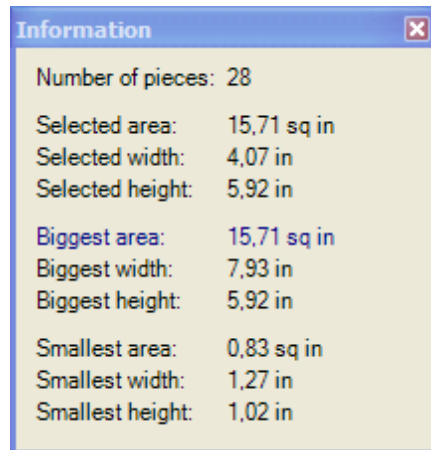 Information
Number of pieces: 28
Selected area: 15,71 sq in
Selected width: 4,07 in
Selected height: 5,92 in
Biggest area: 15,71 sq in
Biggest width: 7,93 in
Biggest height: 5,92 in
Smallest area: 0,83 sq in
Smallest width: 1,27 in
Smallest height: 1,02 in